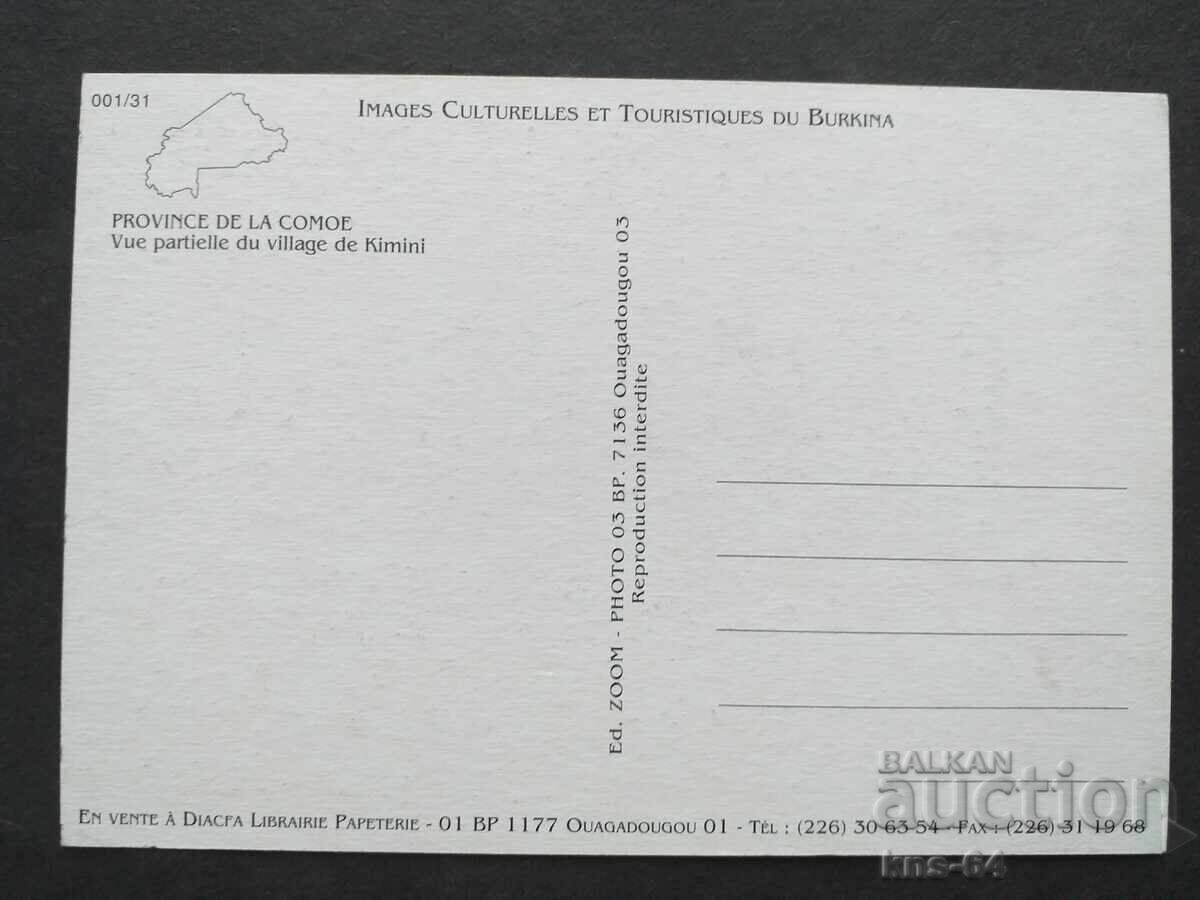 001/31
IMAGES CULTURELLES ET TOURISTIQUES DU BURKINA
PROVINCE DE LA COMOE
Vue partielle du village de Kimini
Ed. ZOOM - PHOTO 03 BP. 7136 Ouagadougou 03
Reproduction interdite
EN VENTE À DIACFA LIBRAIRIE PAPETERIE - 01 BP 1177 OUAGADOUGOU 01 - TÉL : (226) 30 63 54 - FAX : (226) 31 19 68
BALKAN
auction
kns-64